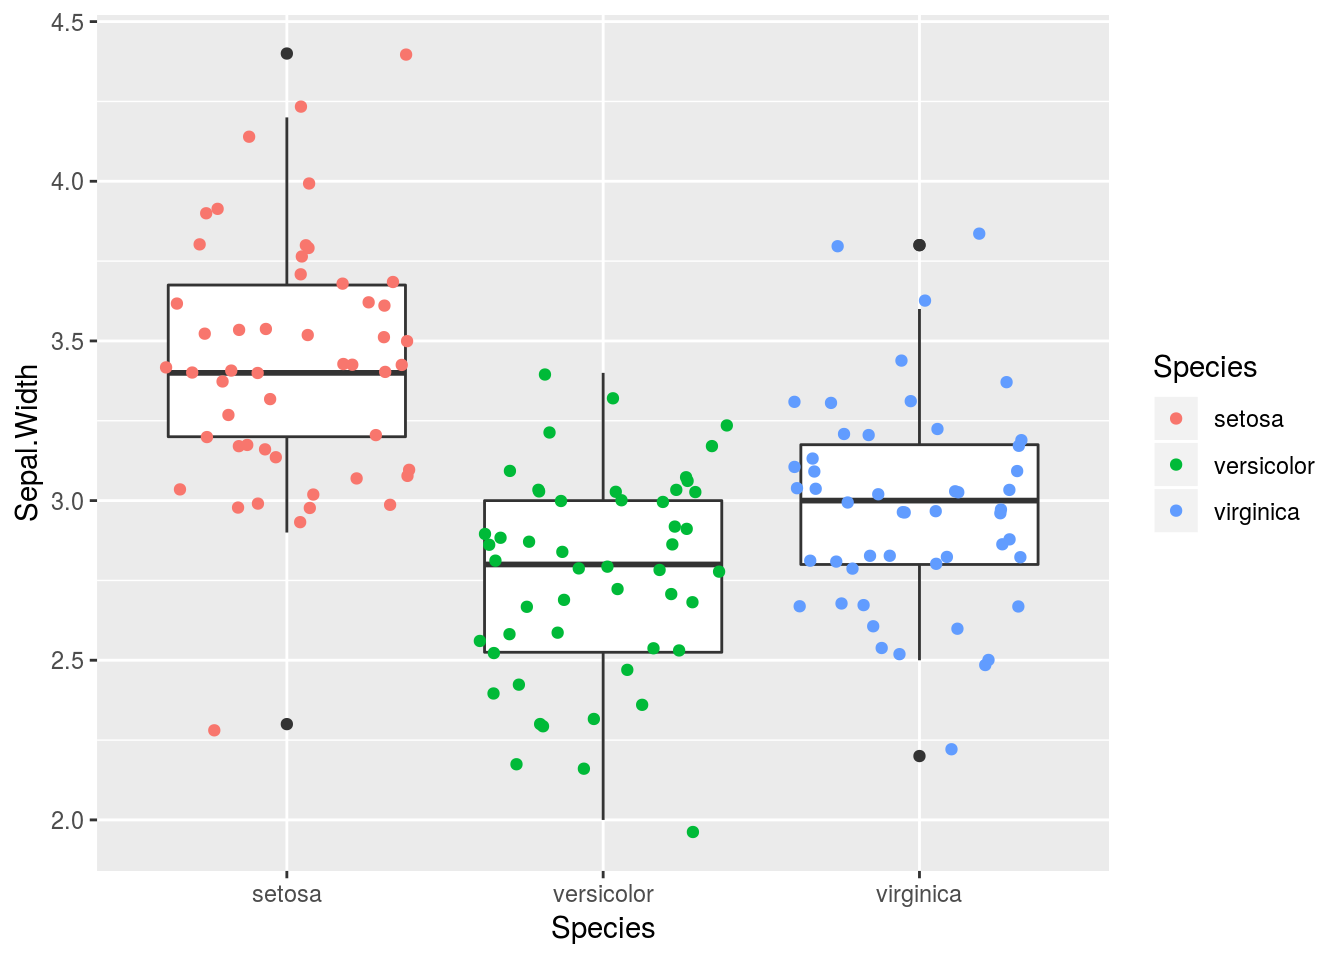 4.5
4.0
3.5
3.0
2.5
2.0
Sepal.Width
setosa
versicolor
virginica
Species
Species
setosa
versicolor
virginica